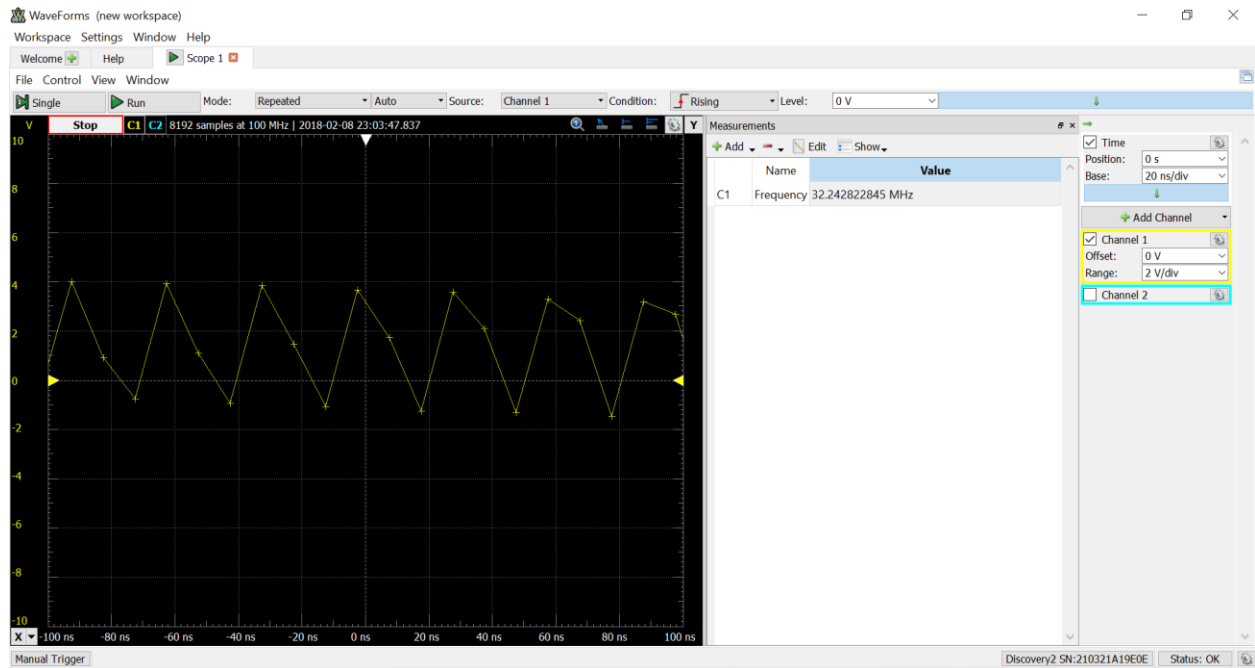 WaveForms (new workspace)
Workspace Settings Window Help
Welcome Help Scope 1
File Control View Window
Single Run Mode: Repeated Auto Source: Channel 1 Condition: Rising Level: 0 V
V Stop C1 C2 8192 samples at 100 MHz | 2018-02-08 23:03:47.837 Y
10
8
6
4
2
0
-2
-4
-6
-8
-10
X -100 ns -80 ns -60 ns -40 ns -20 ns 0 ns 20 ns 40 ns 60 ns 80 ns 100 ns
Measurements
Add Edit Show
Name Value
C1 Frequency 32.242822845 MHz
Time
Position: 0 s
Base: 20 ns/div
Add Channel
Channel 1
Offset: 0 V
Range: 2 V/div
Channel 2
Manual Trigger Discovery2 SN:210321A19E0E Status: OK